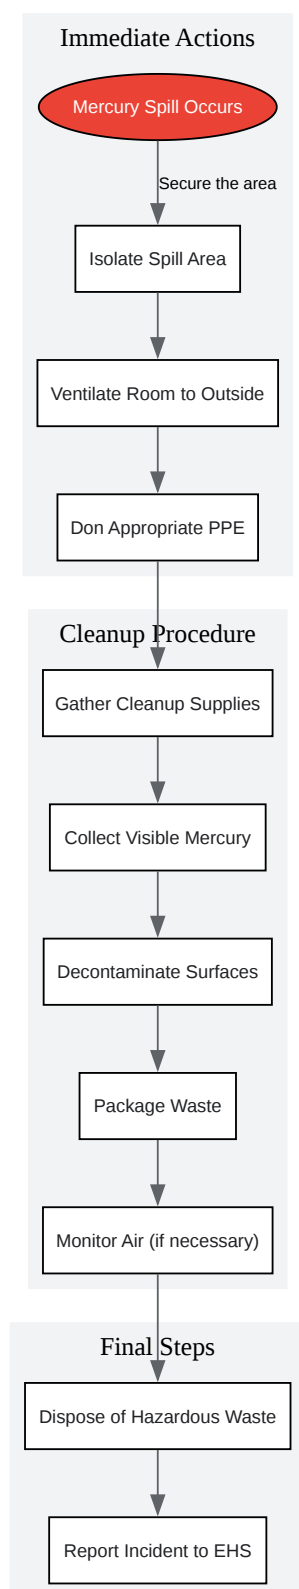 Immediate Actions
Mercury Spill Occurs
Secure the area
Isolate Spill Area
Ventilate Room to Outside
Don Appropriate PPE
Cleanup Procedure
Gather Cleanup Supplies
Collect Visible Mercury
Decontaminate Surfaces
Package Waste
Monitor Air (if necessary)
Final Steps
Dispose of Hazardous Waste
Report Incident to EHS